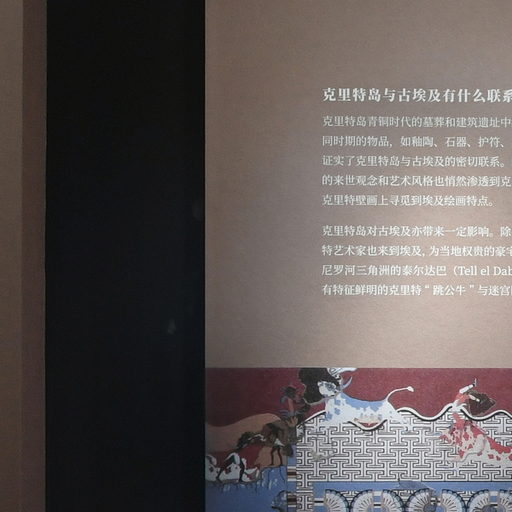 克里特岛与古埃及有什么联系
克里特岛青铜时代的墓葬和建筑遗址中
同时期的物品，如釉陶、石器、护符、
证实了克里特岛与古埃及的密切联系。
的来世观念和艺术风格也悄然渗透到克
克里特壁画上寻觅到埃及绘画特点。
克里特岛对古埃及亦带来一定影响。除
特艺术家也来到埃及，为当地权贵的豪宅
尼罗河三角洲的泰尔达巴（Tell el Dab
有特征鲜明的克里特“跳公牛”与迷宫